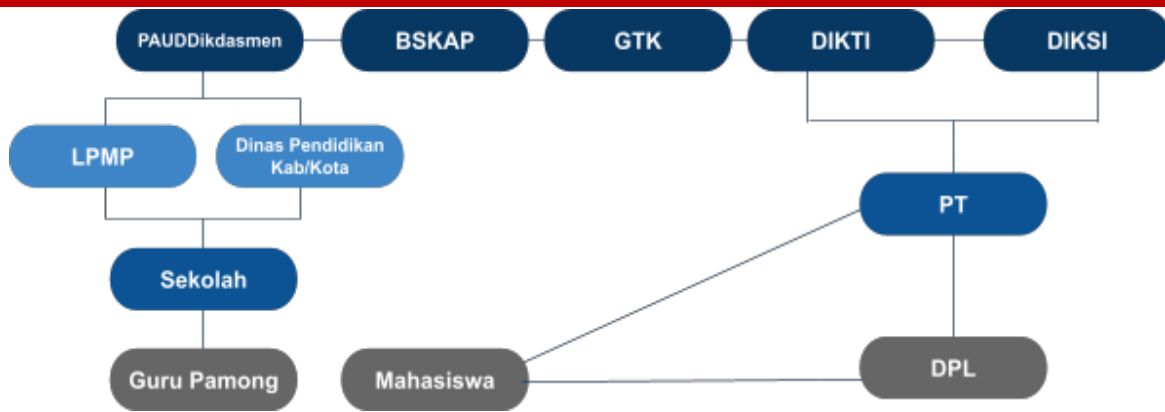 PAUDDikdasmen
BSKAP
GTK
DIKTI
DIKSI
LPMP
Dinas Pendidikan
Kab/Kota
PT
Sekolah
Guru Pamong
Mahasiswa
DPL